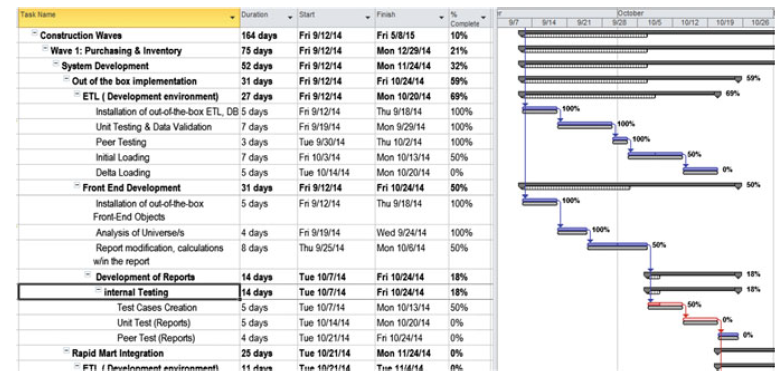 Task Name Duration Start Finish % Complete
October
9/7 9/14 9/21 9/28 10/5 10/12 10/19 10/26
Construction Waves 164 days Fri 9/12/14 Fri 5/8/15 10%
Wave 1: Purchasing & Inventory 75 days Fri 9/12/14 Mon 12/29/14 21%
System Development 52 days Fri 9/12/14 Mon 11/24/14 32%
Out of the box implementation 31 days Fri 9/12/14 Fri 10/24/14 59% 59%
ETL ( Development environment) 27 days Fri 9/12/14 Mon 10/20/14 69% 69%
Installation of out-of-the-box ETL, DB 5 days Fri 9/12/14 Thu 9/18/14 100% 100%
Unit Testing & Data Validation 7 days Fri 9/19/14 Mon 9/29/14 100% 100%
Peer Testing 3 days Tue 9/30/14 Thu 10/2/14 100% 100%
Initial Loading 7 days Fri 10/3/14 Mon 10/13/14 50% 50%
Delta Loading 5 days Tue 10/14/14 Mon 10/20/14 0% 0%
Front End Development 31 days Fri 9/12/14 Fri 10/24/14 50% 50%
Installation of out-of-the-box 5 days Fri 9/12/14 Thu 9/18/14 100% 100%
Front-End Objects
Analysis of Universe/s 4 days Fri 9/19/14 Wed 9/24/14 100% 100%
Report modification, calculations 8 days Thu 9/25/14 Mon 10/6/14 50% 50%
w/in the report
Development of Reports 14 days Tue 10/7/14 Fri 10/24/14 18% 18%
internal Testing 14 days Tue 10/7/14 Fri 10/24/14 18% 18%
Test Cases Creation 5 days Tue 10/7/14 Mon 10/13/14 50% 50%
Unit Test (Reports) 5 days Tue 10/14/14 Mon 10/20/14 0% 0%
Peer Test (Reports) 4 days Tue 10/21/14 Fri 10/24/14 0% 0%
Rapid Mart Integration 25 days Tue 10/21/14 Mon 11/24/14 0%
ETL ( Development environment) 11 days Tue 10/21/14 Tue 11/4/14 0%